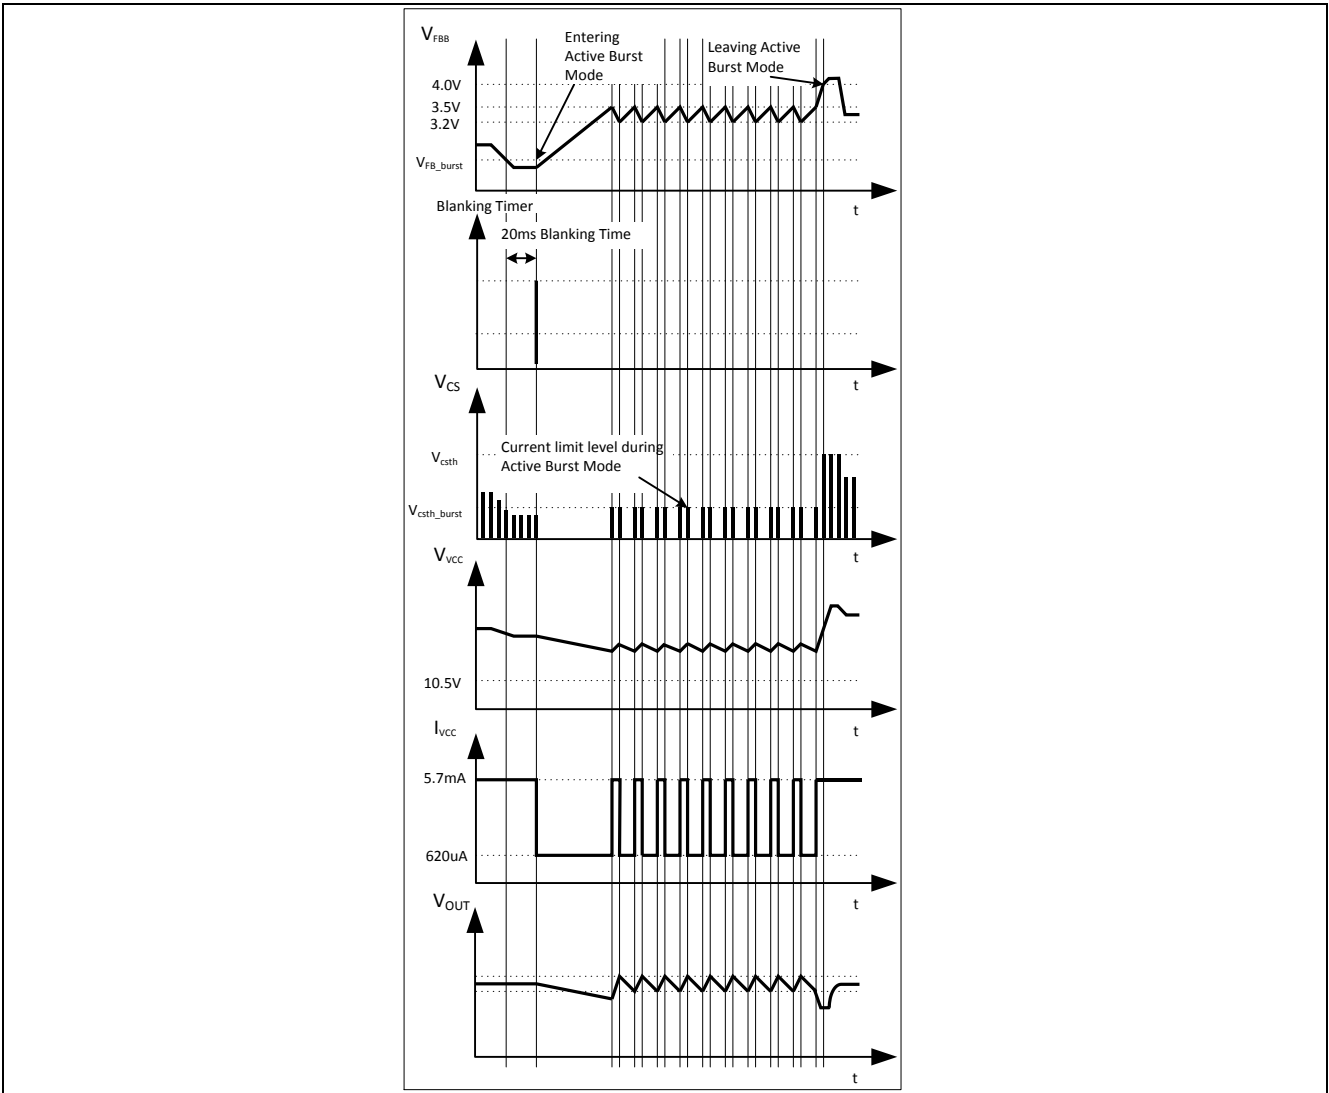 V_FBB
Entering
Active Burst
Mode
Leaving Active
Burst Mode
4.0V
3.5V
3.2V
V_FB_burst
t
Blanking Timer
20ms Blanking Time
t
V_CS
Current limit level during
Active Burst Mode
V_csth
V_csth_burst
t
V_VCC
10.5V
t
I_VCC
5.7mA
620uA
t
V_OUT
t